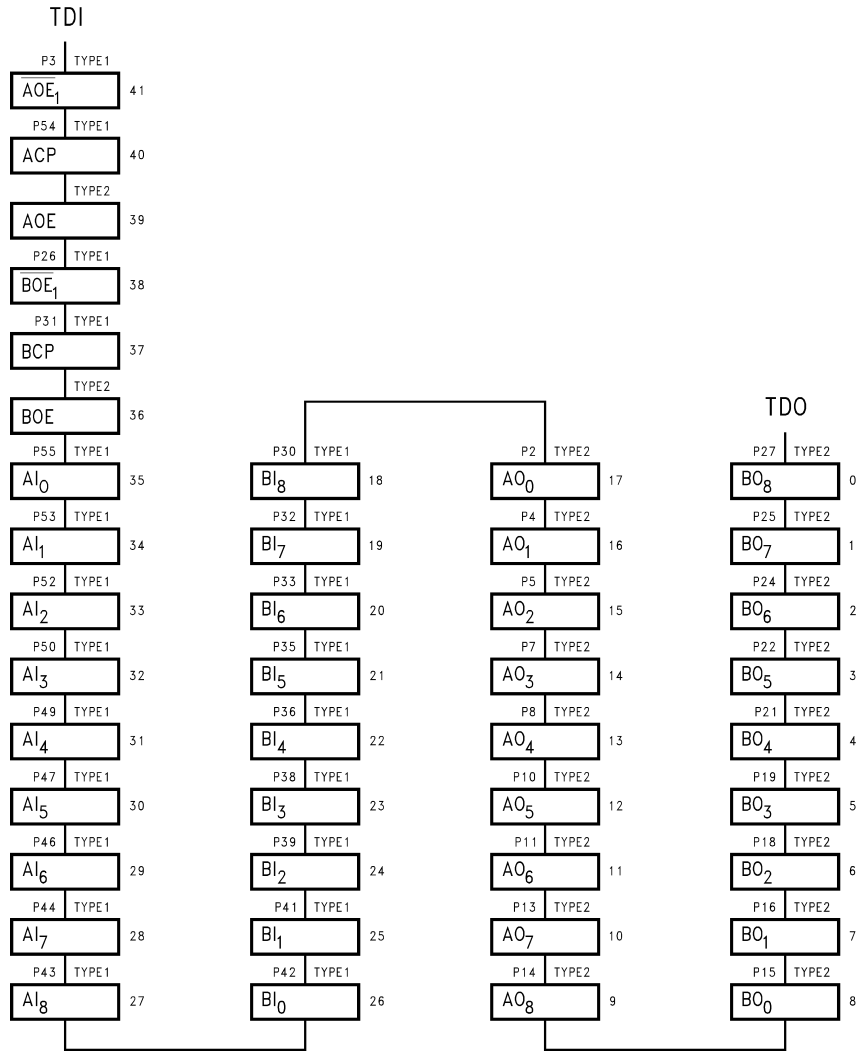 TDI
P3 TYPE1
AOE1 41
P54 TYPE1
ACP 40
TYPE2
AOE 39
P26 TYPE1
BOE1 38
P31 TYPE1
BCP 37
TYPE2
BOE 36
P55 TYPE1
AI0 35
P53 TYPE1
AI1 34
P52 TYPE1
AI2 33
P50 TYPE1
AI3 32
P49 TYPE1
AI4 31
P47 TYPE1
AI5 30
P46 TYPE1
AI6 29
P44 TYPE1
AI7 28
P43 TYPE1
AI8 27
P30 TYPE1
BI8 18
P32 TYPE1
BI7 19
P33 TYPE1
BI6 20
P35 TYPE1
BI5 21
P36 TYPE1
BI4 22
P38 TYPE1
BI3 23
P39 TYPE1
BI2 24
P41 TYPE1
BI1 25
P42 TYPE1
BI0 26
P2 TYPE2
AO0 17
P4 TYPE2
AO1 16
P5 TYPE2
AO2 15
P7 TYPE2
AO3 14
P8 TYPE2
AO4 13
P10 TYPE2
AO5 12
P11 TYPE2
AO6 11
P13 TYPE2
AO7 10
P14 TYPE2
AO8 9
TDO
P27 TYPE2
BO8 0
P25 TYPE2
BO7 1
P24 TYPE2
BO6 2
P22 TYPE2
BO5 3
P21 TYPE2
BO4 4
P19 TYPE2
BO3 5
P18 TYPE2
BO2 6
P16 TYPE2
BO1 7
P15 TYPE2
BO0 8